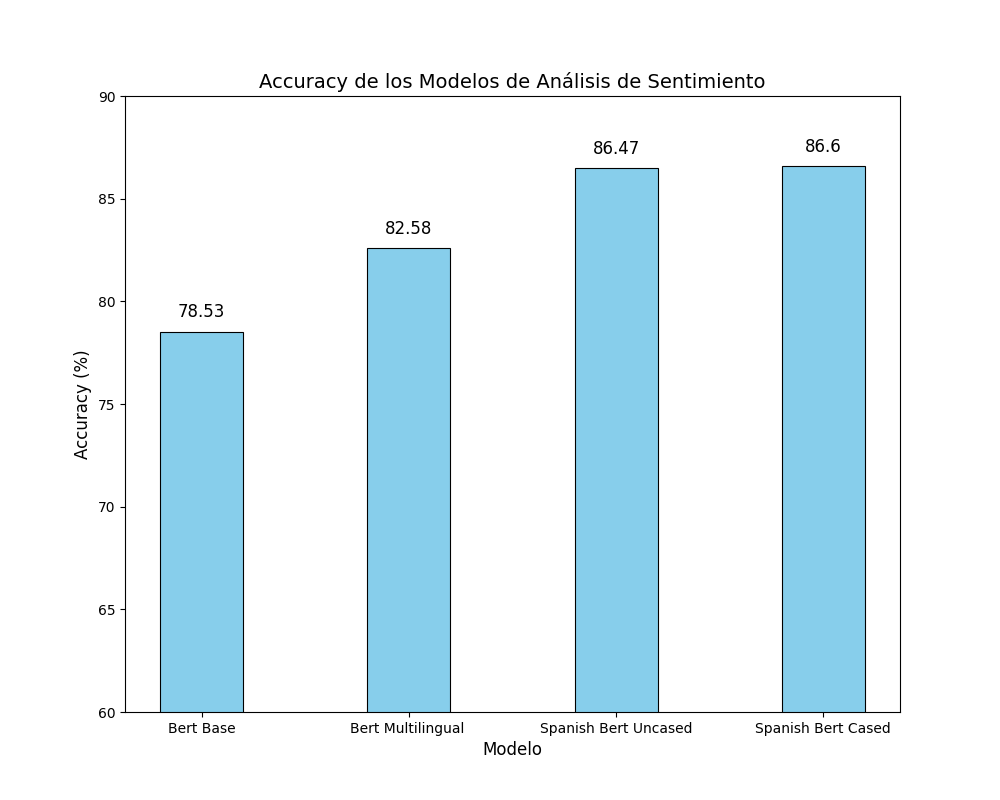 Accuracy de los Modelos de Análisis de Sentimiento
90
85
80
75
70
65
60
Accuracy (%)
78.53
82.58
86.47
86.6
Bert Base
Bert Multilingual
Spanish Bert Uncased
Spanish Bert Cased
Modelo